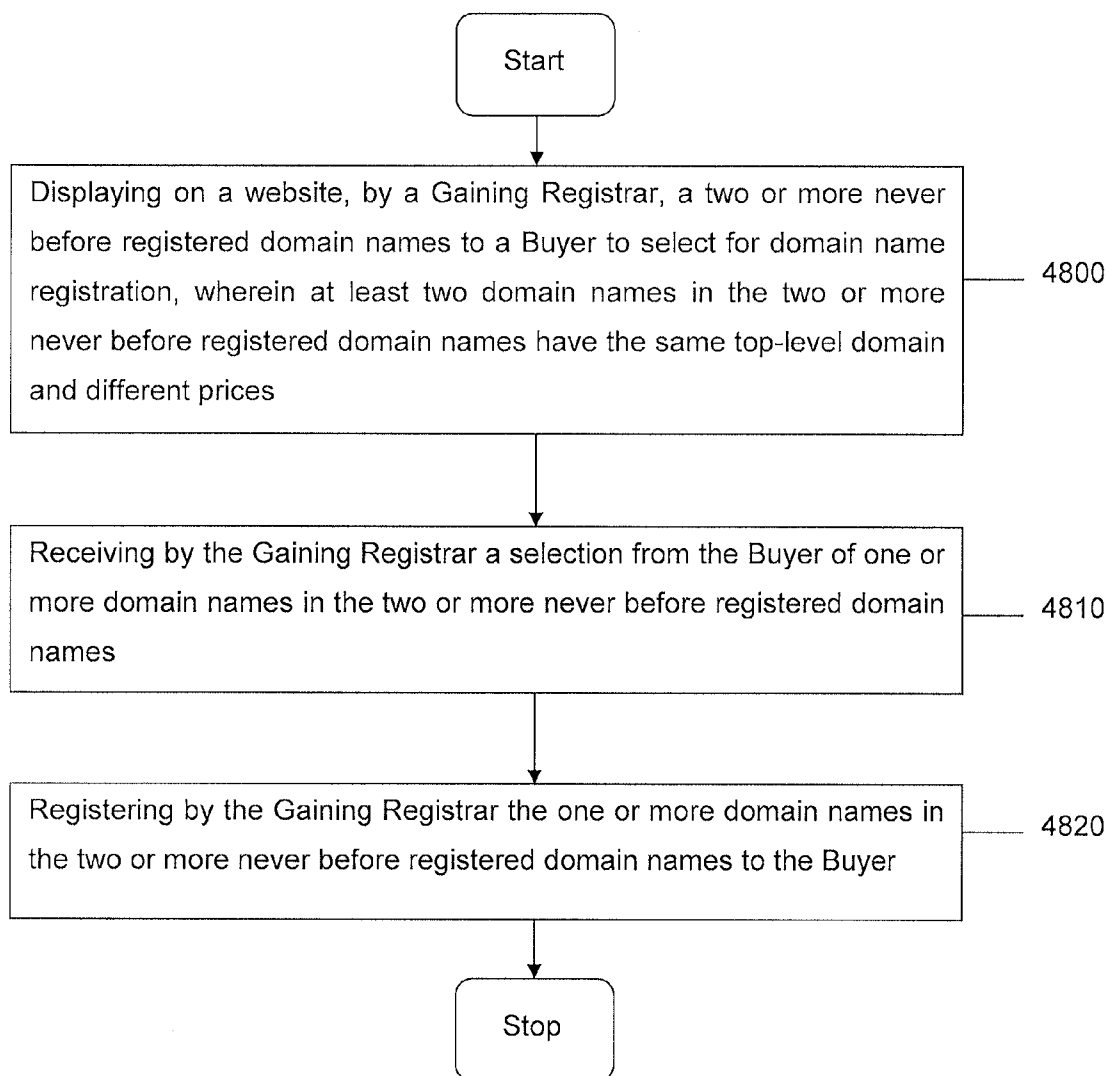 Start
Displaying on a website, by a Gaining Registrar, a two or more never
before registered domain names to a Buyer to select for domain name
registration, wherein at least two domain names in the two or more
never before registered domain names have the same top-level domain
and different prices
4800
Receiving by the Gaining Registrar a selection from the Buyer of one or
more domain names in the two or more never before registered domain
names
4810
Registering by the Gaining Registrar the one or more domain names in
the two or more never before registered domain names to the Buyer
4820
Stop